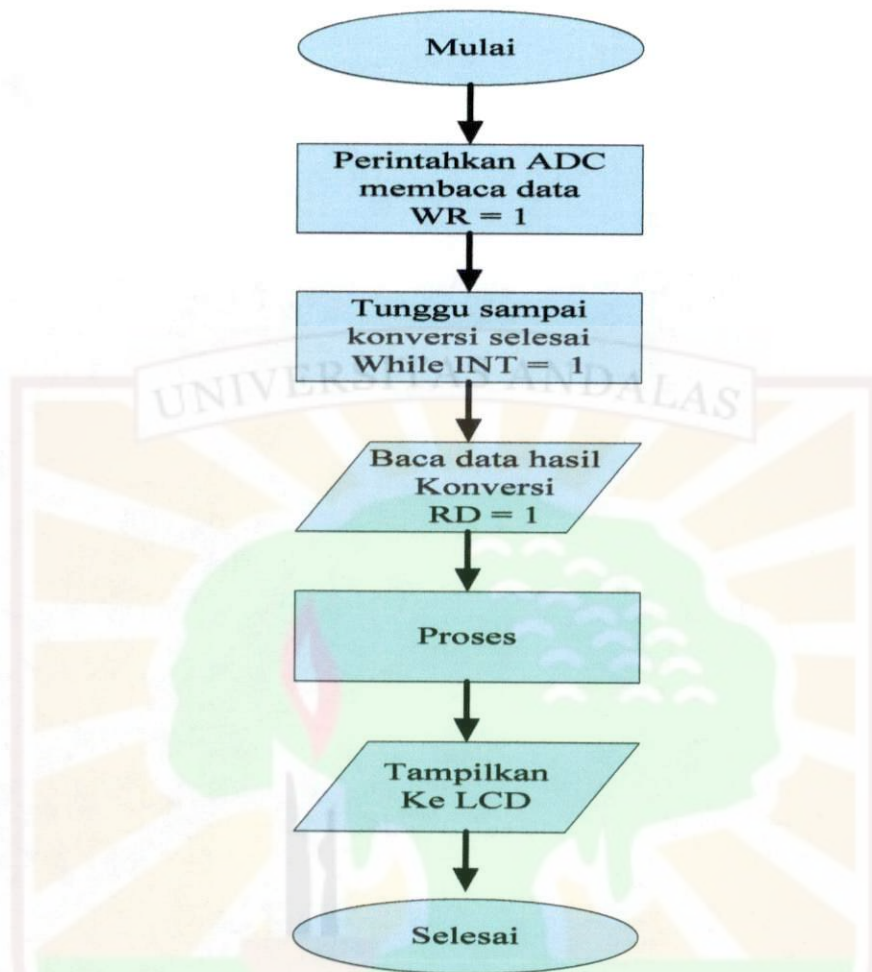 Mulai
Perintahkan ADC
membaca data
WR = 1
Tunggu sampai
konversi selesai
While INT = 1
UNIVERSITAS ANDALAS
Baca data hasil
Konversi
RD = 1
Proses
Tampilkan
Ke LCD
Selesai